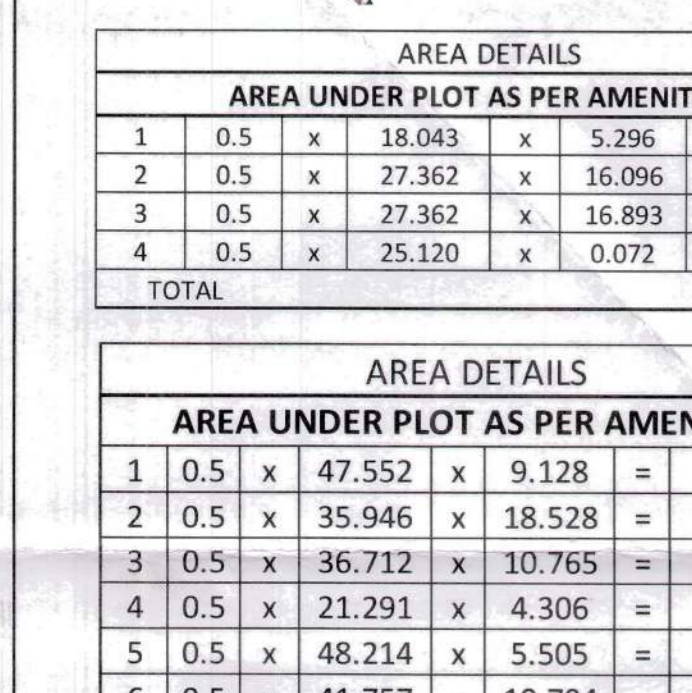 AREA DETAILS
AREA UNDER PLOT AS PER AMENIT
1 0.5 x 18.043 x 5.296
2 0.5 x 27.362 x 16.096
3 0.5 x 27.362 x 16.893
4 0.5 x 25.120 x 0.072
TOTAL
AREA DETAILS
AREA UNDER PLOT AS PER AMEN
1 0.5 x 47.552 x 9.128 =
2 0.5 x 35.946 x 18.528 =
3 0.5 x 36.712 x 10.765 =
4 0.5 x 21.291 x 4.306 =
5 0.5 x 48.214 x 5.505 =